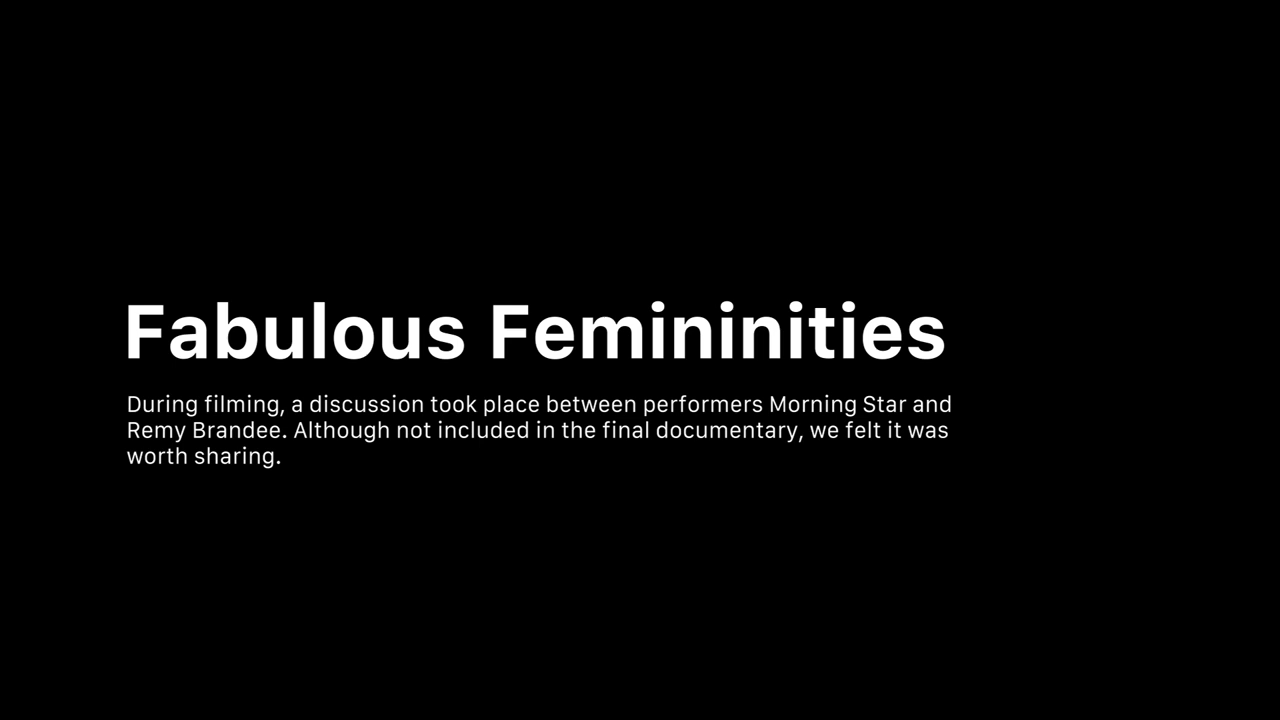 Fabulous Femininities
During filming, a discussion took place between performers Morning Star and
Remy Brandee. Although not included in the final documentary, we felt it was
worth sharing.